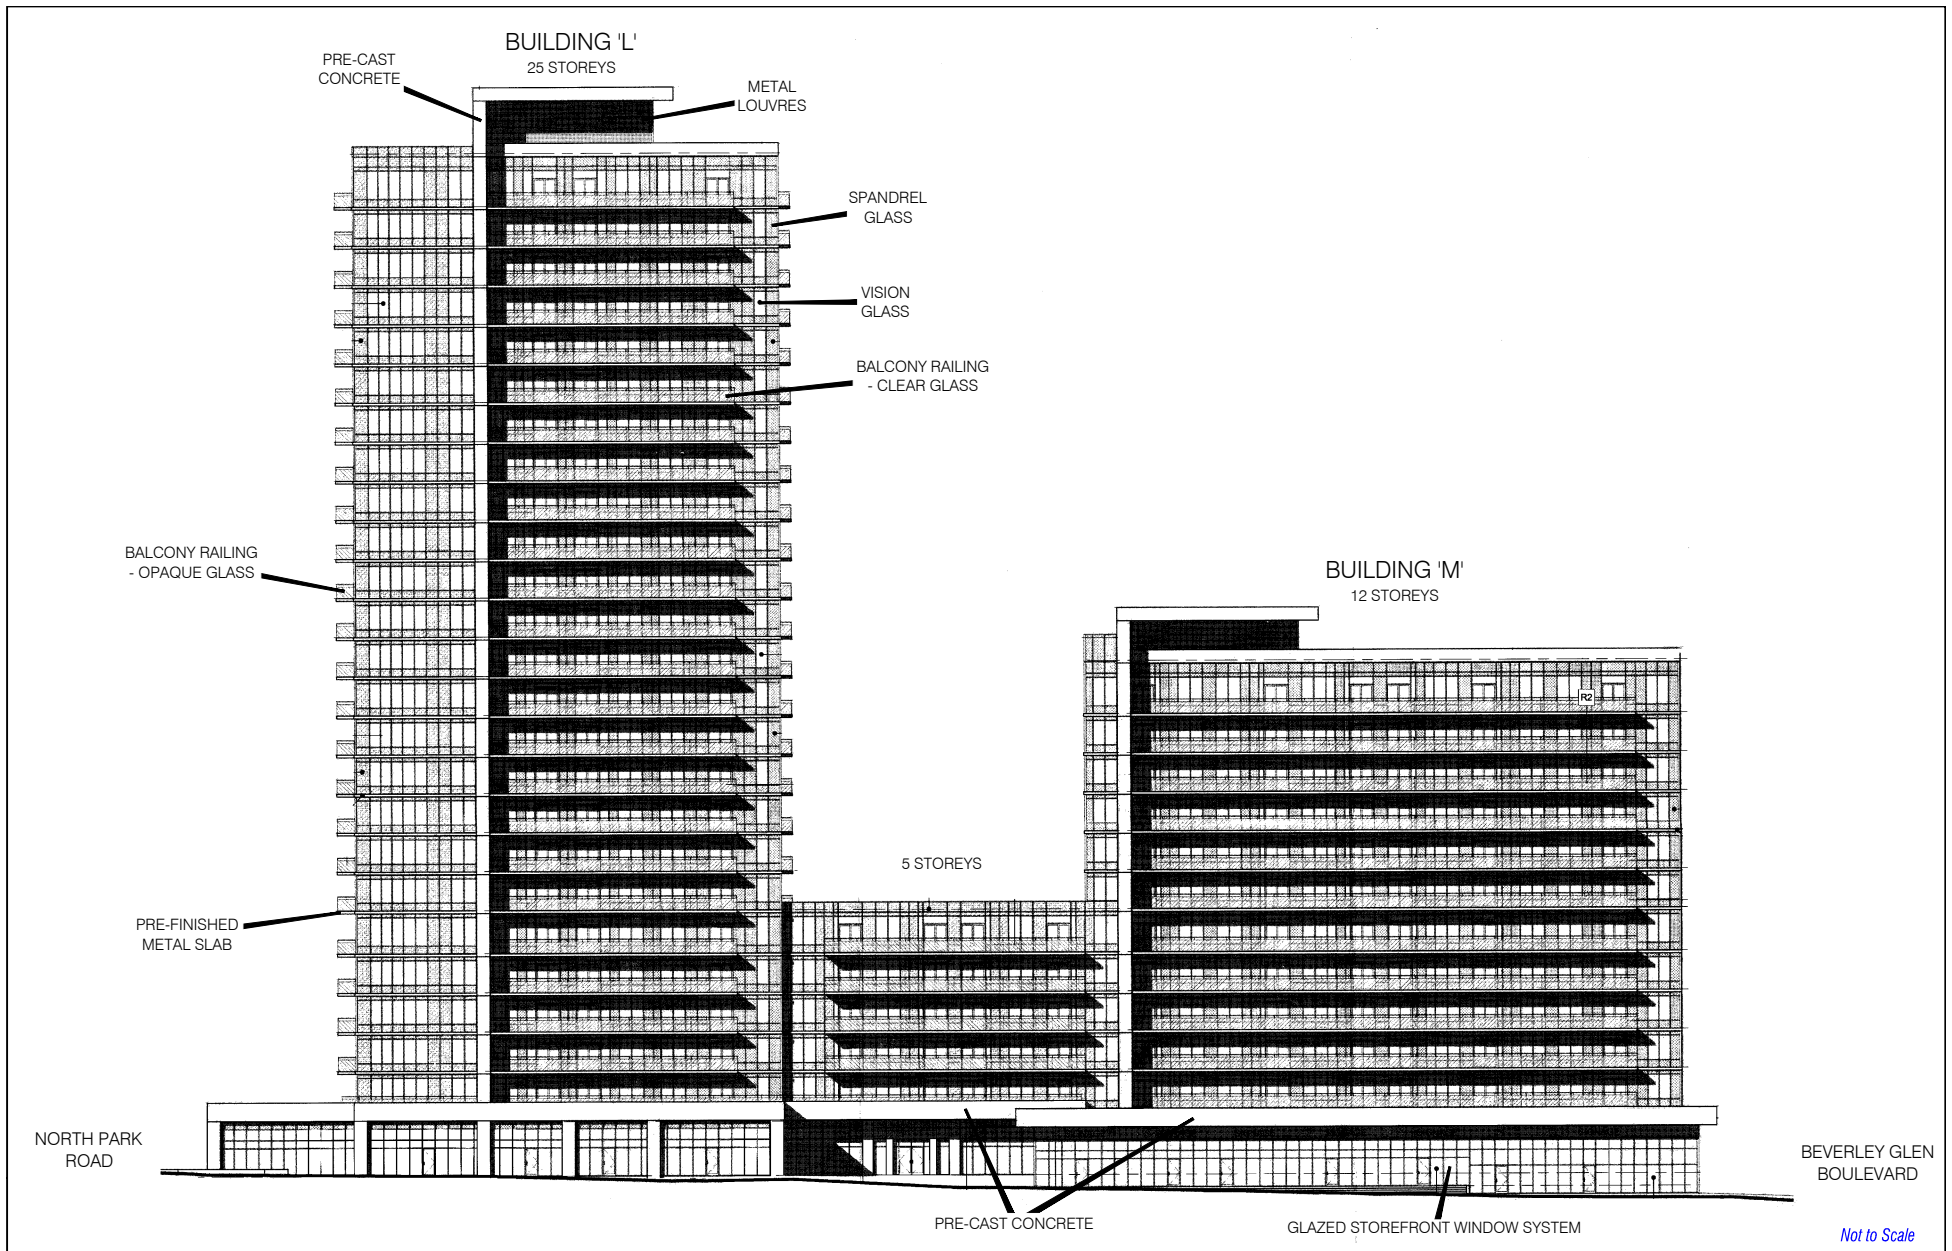 BUILDING 'L'
25 STOREYS
PRE-CAST
CONCRETE
METAL
LOUVRES
SPANDREL
GLASS
VISION
GLASS
BALCONY RAILING
- CLEAR GLASS
BALCONY RAILING
- OPAQUE GLASS
BUILDING 'M'
12 STOREYS
R2
5 STOREYS
PRE-FINISHED
METAL SLAB
NORTH PARK
ROAD
BEVERLEY GLEN
BOULEVARD
PRE-CAST CONCRETE
GLAZED STOREFRONT WINDOW SYSTEM
Not to Scale